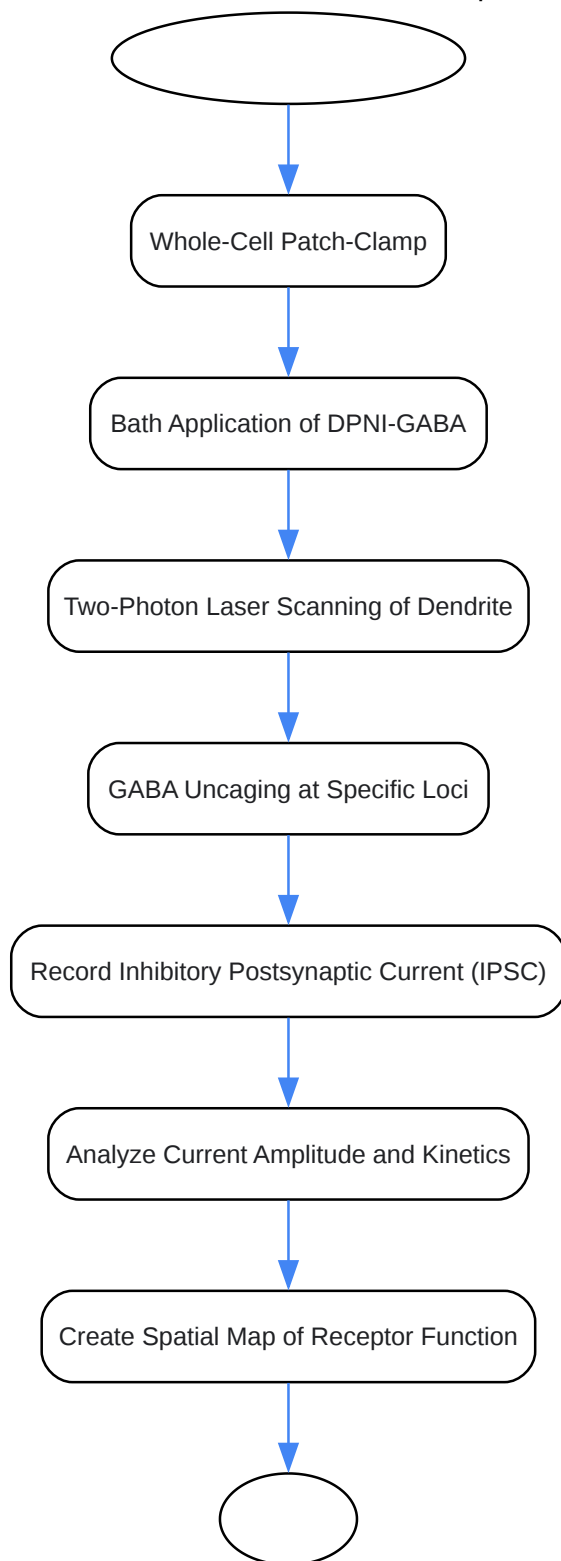 Whole-Cell Patch-Clamp
Bath Application of DPNI-GABA
Two-Photon Laser Scanning of Dendrite
GABA Uncaging at Specific Loci
Record Inhibitory Postsynaptic Current (IPSC)
Analyze Current Amplitude and Kinetics
Create Spatial Map of Receptor Function